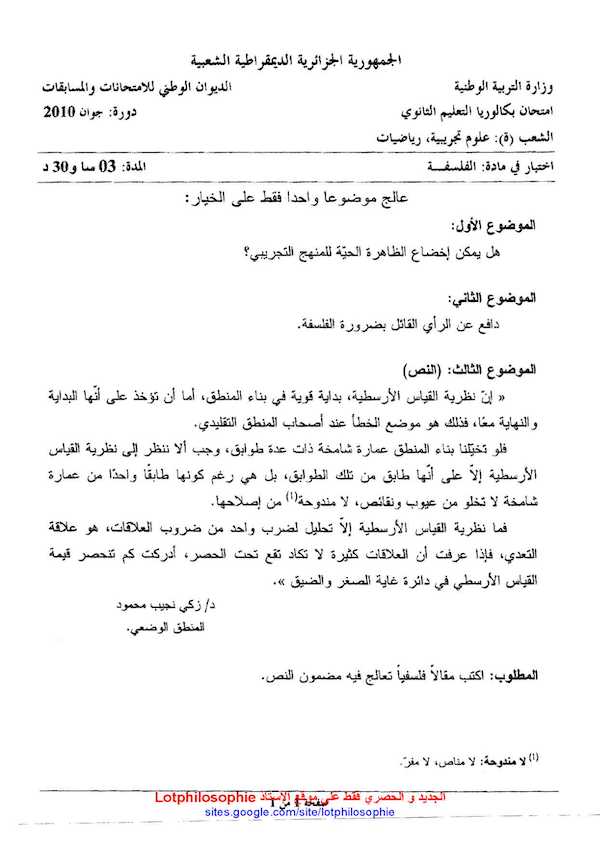 الجمهورية الجزائرية الديمقراطية الشعبية
وزارة التربية الوطنية الديوان الوطني للامتحانات والمسابقات
امتحان بكالوريا التعليم الثانوي دورة: جوان 2010
الشعب (ة): علوم تجريبية، رياضيات
اختبار في مادة: الفلسفــة المدة: 03 سا و30 د
عالج موضوعا واحدا فقط على الخيار:
الموضوع الأول:
هل يمكن إخضاع الظاهرة الحيّة للمنهج التجريبي؟
الموضوع الثاني:
دافع عن الرأي القائل بضرورة الفلسفة.
الموضوع الثالث: (النص)
« إنّ نظرية القياس الأرسطية، بداية قوية في بناء المنطق، أما أن تؤخذ على أنّها البداية
والنهاية معًا، فذلك هو موضع الخطأ عند أصحاب المنطق التقليدي.
فلو تخيّلنا بناء المنطق عمارة شامخة ذات عدة طوابق، وجب ألا ننظر إلى نظرية القياس
الأرسطية إلاّ على أنّها طابق من تلك الطوابق، بل هي رغم كونها طابقًا واحدًا من عمارة
شامخة لا تخلو من عيوب ونقائص، لا مندوحة(1) من إصلاحها.
فما نظرية القياس الأرسطية إلاّ تحليل لضرب واحد من ضروب العلاقات، هو علاقة
التعدي، فإذا عرفت أن العلاقات كثيرة لا تكاد تقع تحت الحصر، أدركت كم تنحصر قيمة
القياس الأرسطي في دائرة غاية الصغر والضيق ».
د/ زكي نجيب محمود
المنطق الوضعي.
المطلوب: اكتب مقالاً فلسفياً تعالج فيه مضمون النص.
(1) لا مندوحة: لا مناص، لا مفرّ.
صفحة 1 من 1
الجديد و الحصري فقط على موقع الاستاذ Lotphilosophie
sites.google.com/site/lotphilosophie